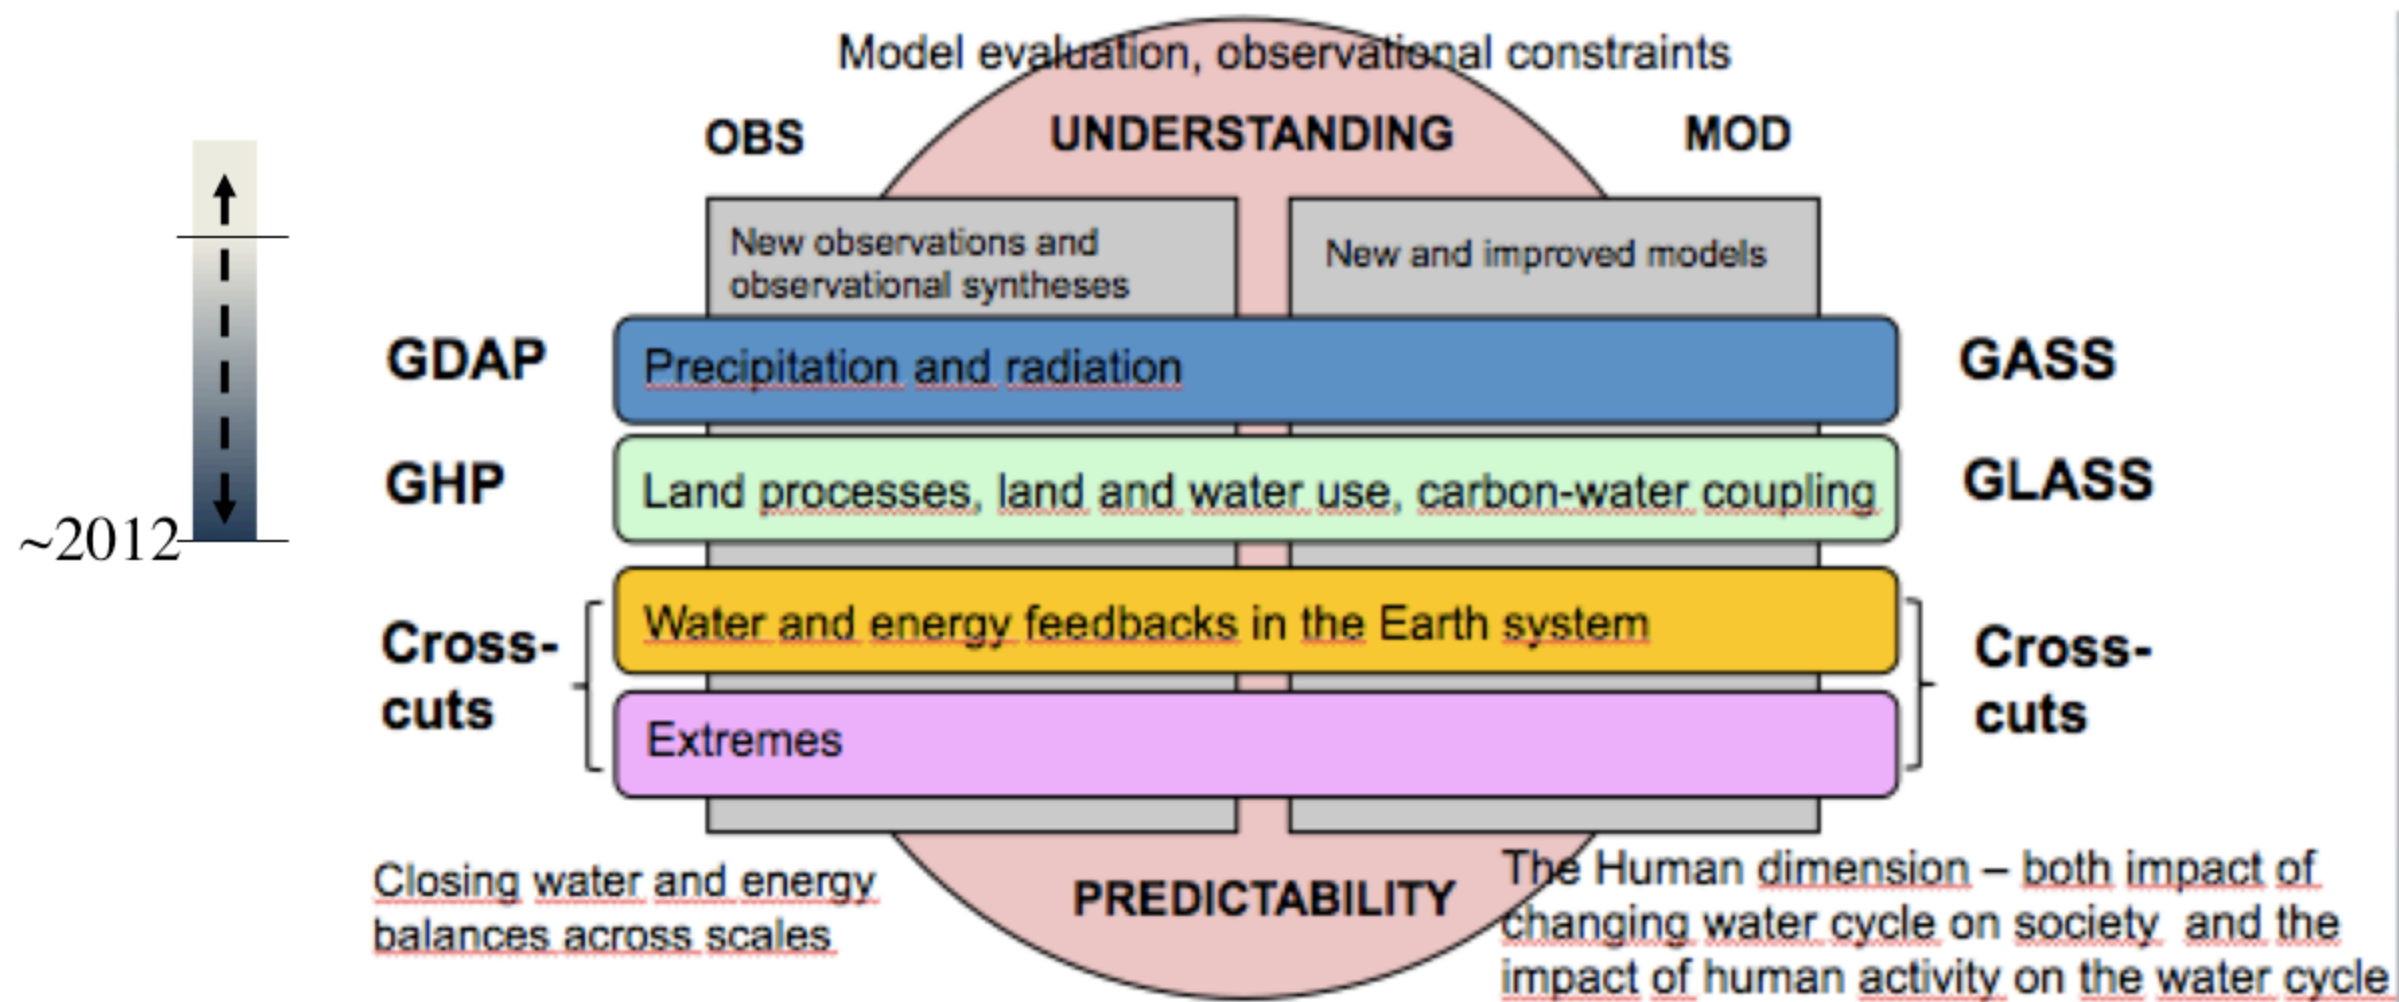 Model evaluation, observational constraints
OBS
UNDERSTANDING
MOD
New observations and
observational syntheses
New and improved models
GDAP
Precipitation and radiation
GASS
GHP
Land processes, land and water use, carbon-water coupling
GLASS
~2012
Cross-
cuts
Water and energy feedbacks in the Earth system
Extremes
Cross-
cuts
Closing water and energy
balances across scales
PREDICTABILITY
The Human dimension – both impact of
changing water cycle on society and the
impact of human activity on the water cycle